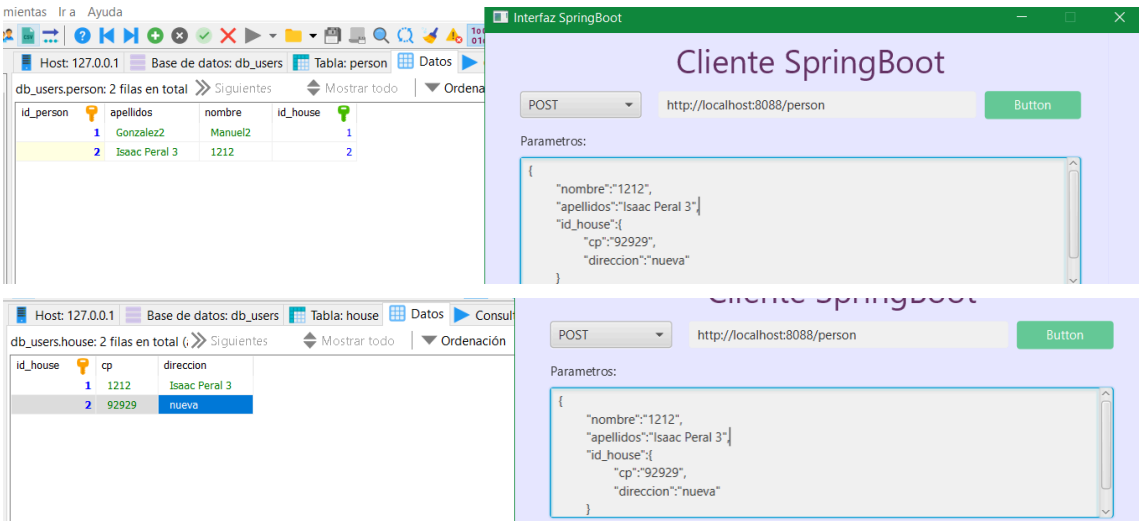 mientas Ir a Ayuda
Interfaz SpringBoot
Host: 127.0.0.1 Base de datos: db_users Tabla: person Datos
db_users.person: 2 filas en total Siguientes Mostrar todo Ordena
id_person apellidos nombre id_house
1 Gonzalez2 Manuel2 1
2 Isaac Peral 3 1212 2
Cliente SpringBoot
POST http://localhost:8088/person Button
Parametros:
{
"nombre":"1212",
"apellidos":"Isaac Peral 3",
"id_house":{
"cp":"92929",
"direccion":"nueva"
}
Host: 127.0.0.1 Base de datos: db_users Tabla: house Datos Consult
db_users.house: 2 filas en total (¡ Siguientes Mostrar todo Ordenación
id_house cp direccion
1 1212 Isaac Peral 3
2 92929 nueva
Cliente SpringBoot
POST http://localhost:8088/person Button
Parametros:
{
"nombre":"1212",
"apellidos":"Isaac Peral 3",
"id_house":{
"cp":"92929",
"direccion":"nueva"
}